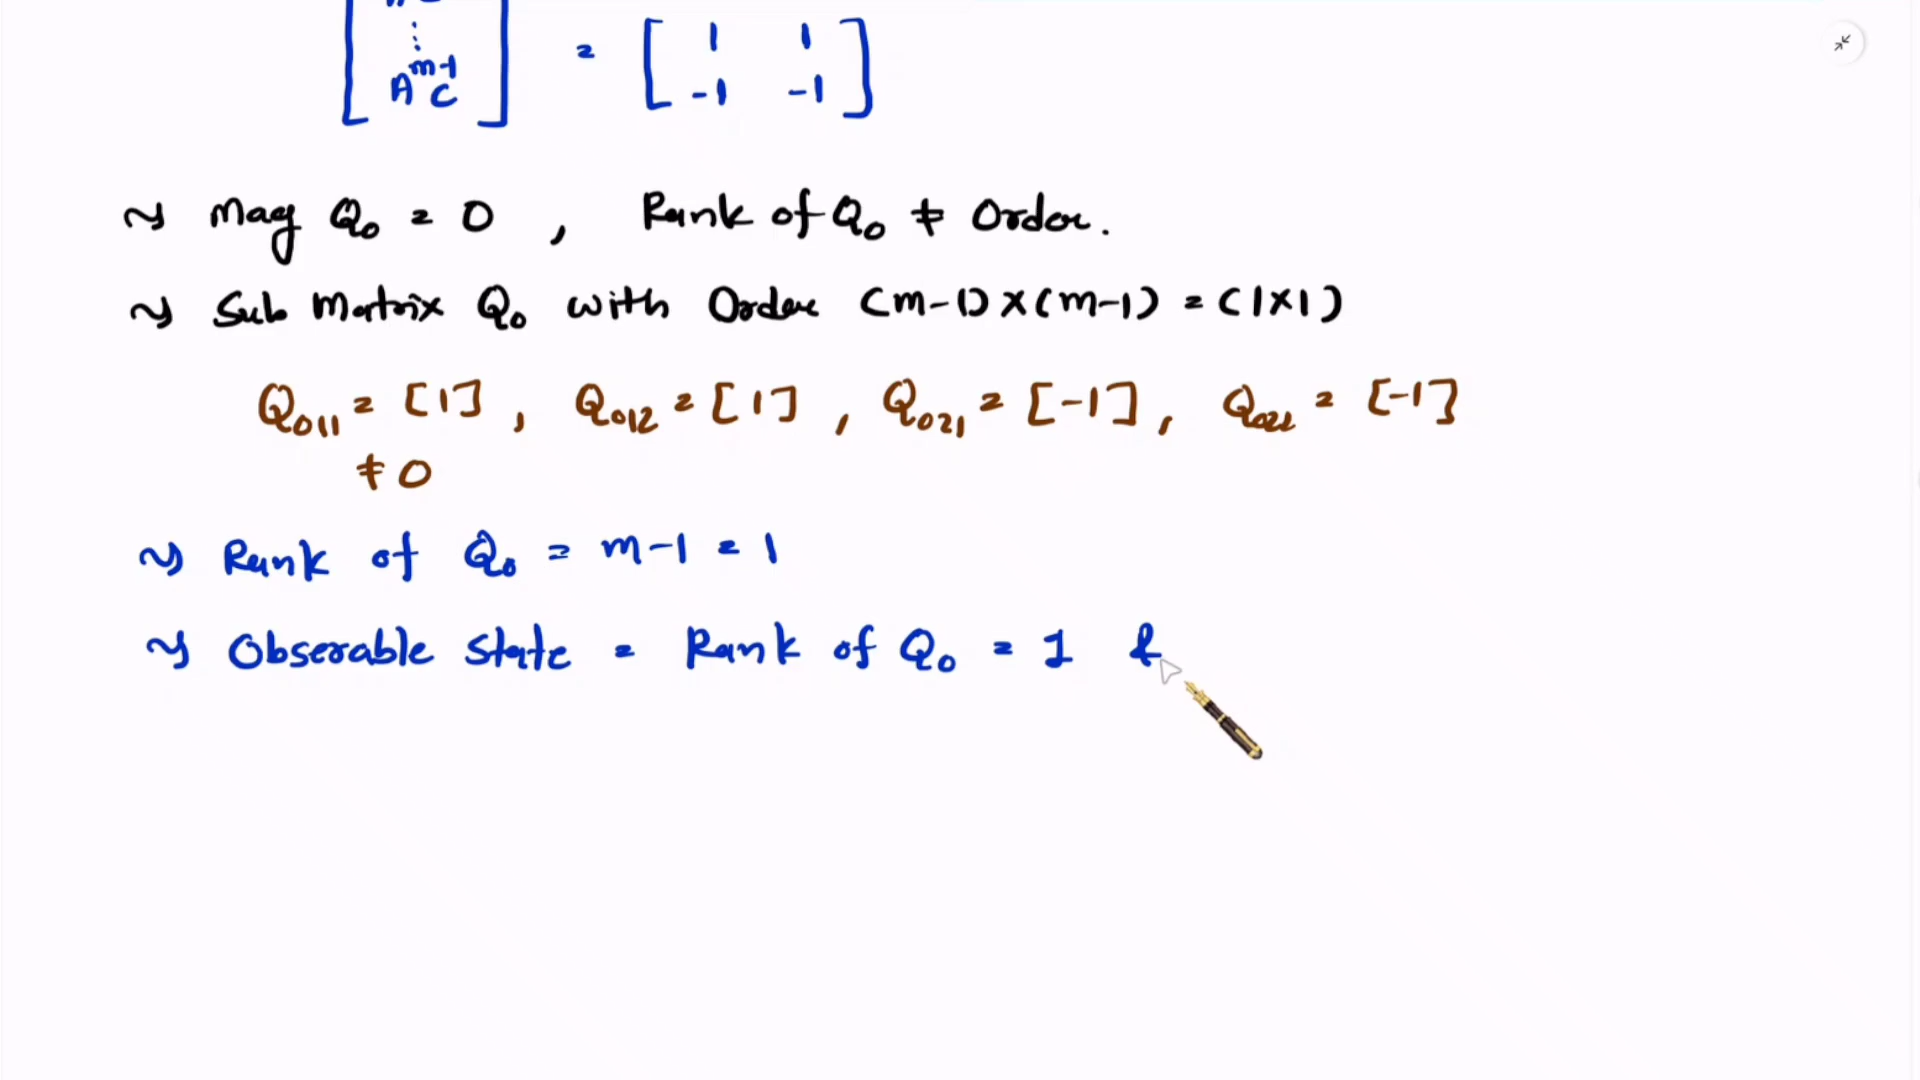 ⋮
A^{m-1}C = [ 1 1
-1 -1 ]
~ Mag Q₀ = 0 , Rank of Q₀ ≠ Order.
~ Sub Matrix Q₀ with Order (m-1)×(m-1) = (1×1)
Q₀₁₁ = [1] , Q₀₁₂ = [1] , Q₀₂₁ = [-1] , Q₀₂₂ = [-1]
≠ 0
~ Rank of Q₀ = m-1 = 1
~ Obserable State = Rank of Q₀ = 1 &